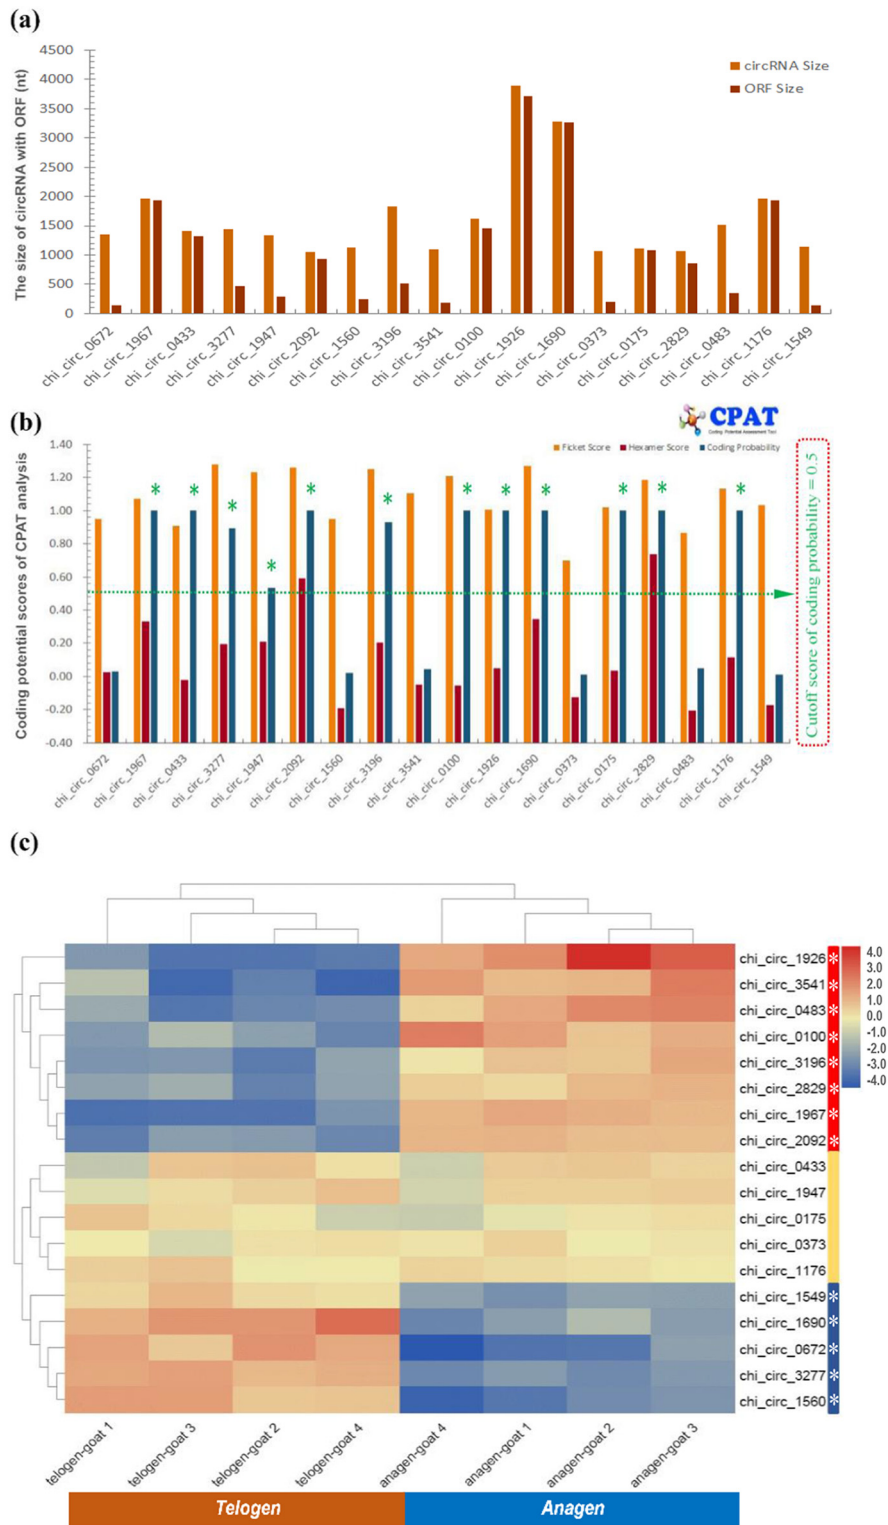 (a)
4500
4000
3500
3000
2500
2000
1500
1000
500
0
The size of circRNA with ORF (nt)
circRNA Size
ORF Size
chi_circ_0672
chi_circ_1967
chi_circ_0433
chi_circ_3277
chi_circ_1947
chi_circ_2092
chi_circ_1560
chi_circ_3196
chi_circ_3541
chi_circ_0100
chi_circ_1926
chi_circ_1690
chi_circ_0373
chi_circ_0175
chi_circ_2829
chi_circ_0483
chi_circ_1176
chi_circ_1549
(b)
CPAT
Coding Potential Assessment Tool
Ficket Score
Hexamer Score
Coding Probability
Coding potential scores of CPAT analysis
1.40
1.20
1.00
0.80
0.60
0.40
0.20
0.00
-0.20
-0.40
* * * * * * * * * * * * *
Cutoff score of coding probability = 0.5
chi_circ_0672
chi_circ_1967
chi_circ_0433
chi_circ_3277
chi_circ_1947
chi_circ_2092
chi_circ_1560
chi_circ_3196
chi_circ_3541
chi_circ_0100
chi_circ_1926
chi_circ_1690
chi_circ_0373
chi_circ_0175
chi_circ_2829
chi_circ_0483
chi_circ_1176
chi_circ_1549
(c)
chi_circ_1926 *
chi_circ_3541 *
chi_circ_0483 *
chi_circ_0100 *
chi_circ_3196 *
chi_circ_2829 *
chi_circ_1967 *
chi_circ_2092 *
chi_circ_0433
chi_circ_1947
chi_circ_0175
chi_circ_0373
chi_circ_1176
chi_circ_1549 *
chi_circ_1690 *
chi_circ_0672 *
chi_circ_3277 *
chi_circ_1560 *
4.0
2.0
0.0
-1.0
-2.0
-3.0
-4.0
telogen-goat 1
telogen-goat 3
telogen-goat 2
telogen-goat 4
anagen-goat 4
anagen-goat 1
anagen-goat 2
anagen-goat 3
Telogen
Anagen